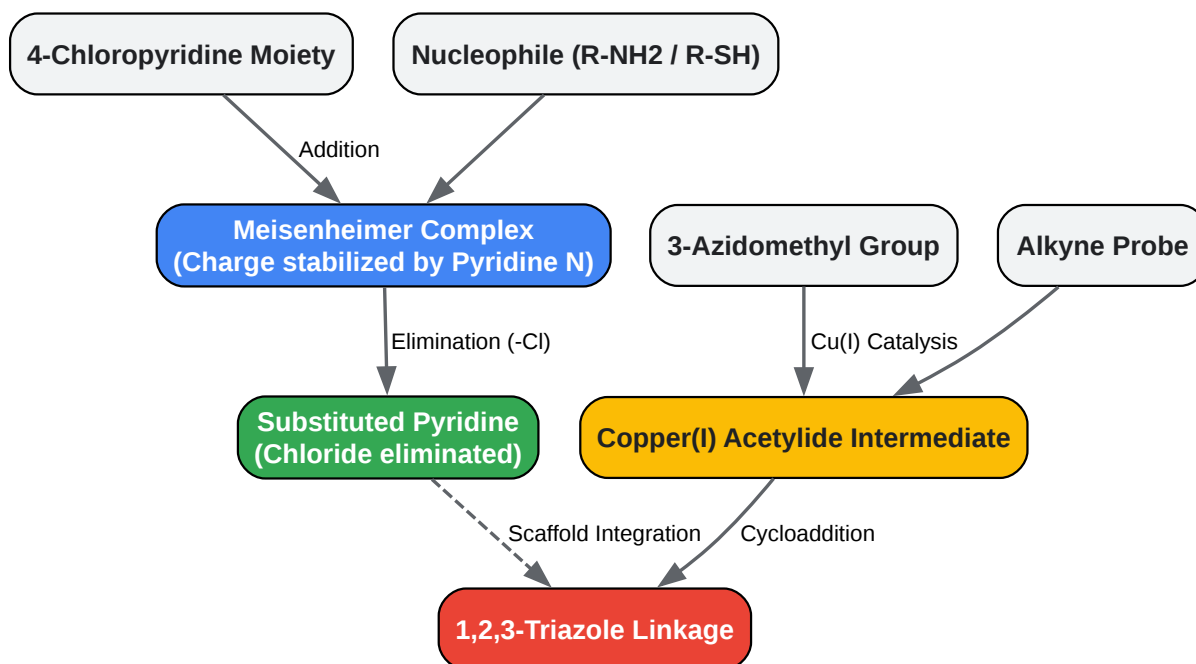 4-Chloropyridine Moiety
Nucleophile (R-NH2 / R-SH)
Addition
Meisenheimer Complex
(Charge stabilized by Pyridine N)
3-Azidomethyl Group
Alkyne Probe
Elimination (-Cl)
Cu(I) Catalysis
Substituted Pyridine
(Chloride eliminated)
Copper(I) Acetylide Intermediate
Scaffold Integration
Cycloaddition
1,2,3-Triazole Linkage